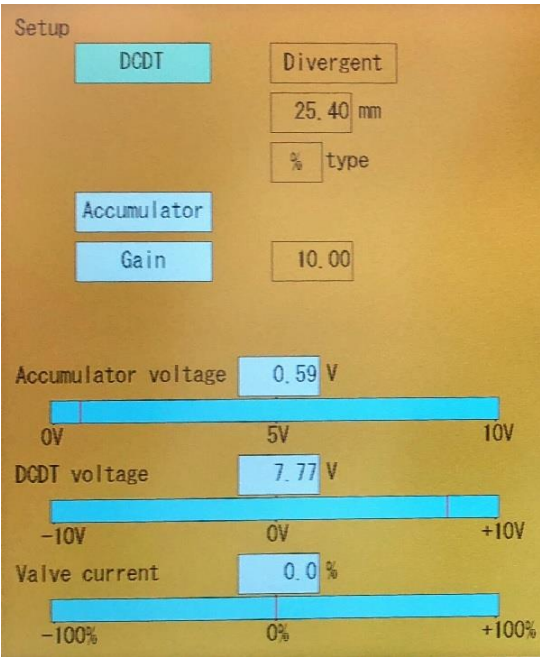 Setup
DCDT Divergent
25.40 mm
% type
Accumulator
Gain 10.00
Accumulator voltage 0.59 V
0V 5V 10V
DCDT voltage 7.77 V
-10V 0V +10V
Valve current 0.0 %
-100% 0% +100%